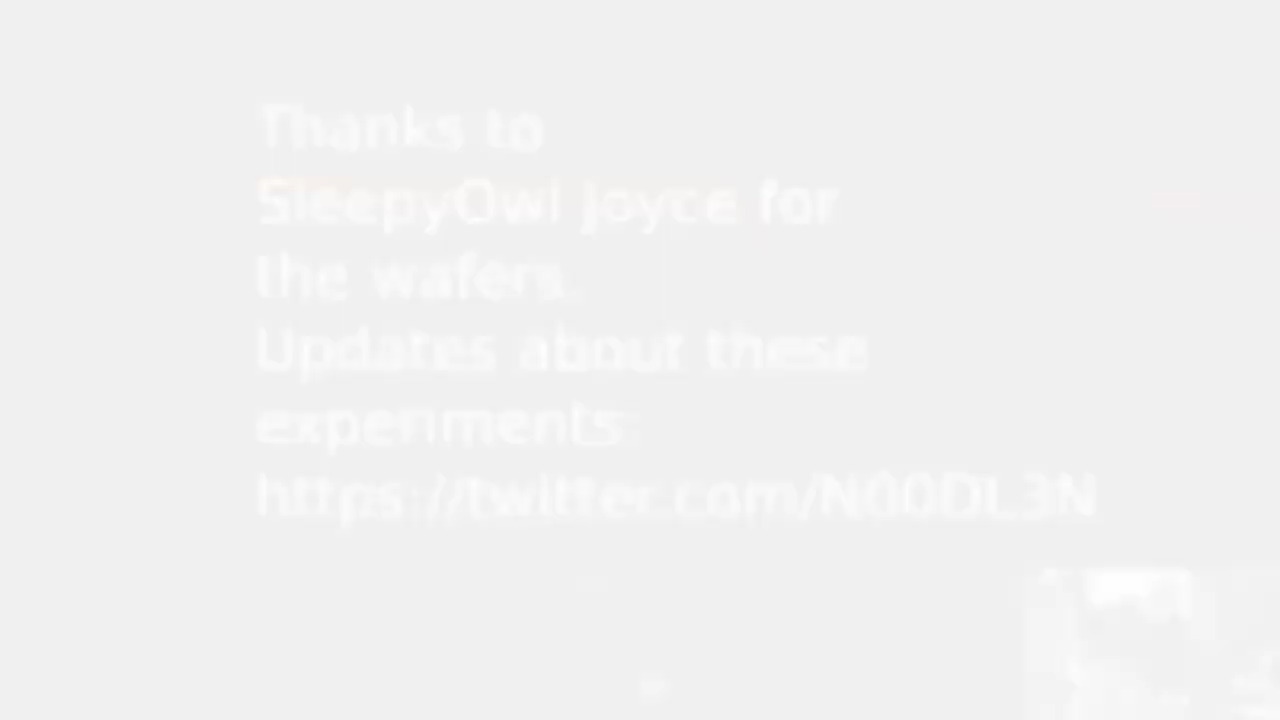 Thanks to
SleepyOwl Joyce for
the wafers.
Updates about these
experiments:
https://twitter.com/N00DL3N